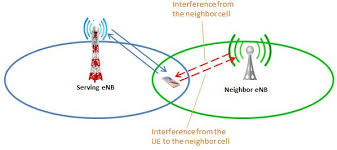 Interference from
the neighbor cell
Serving eNB
Neighbor eNB
Interference from the
UE to the neighbor cell